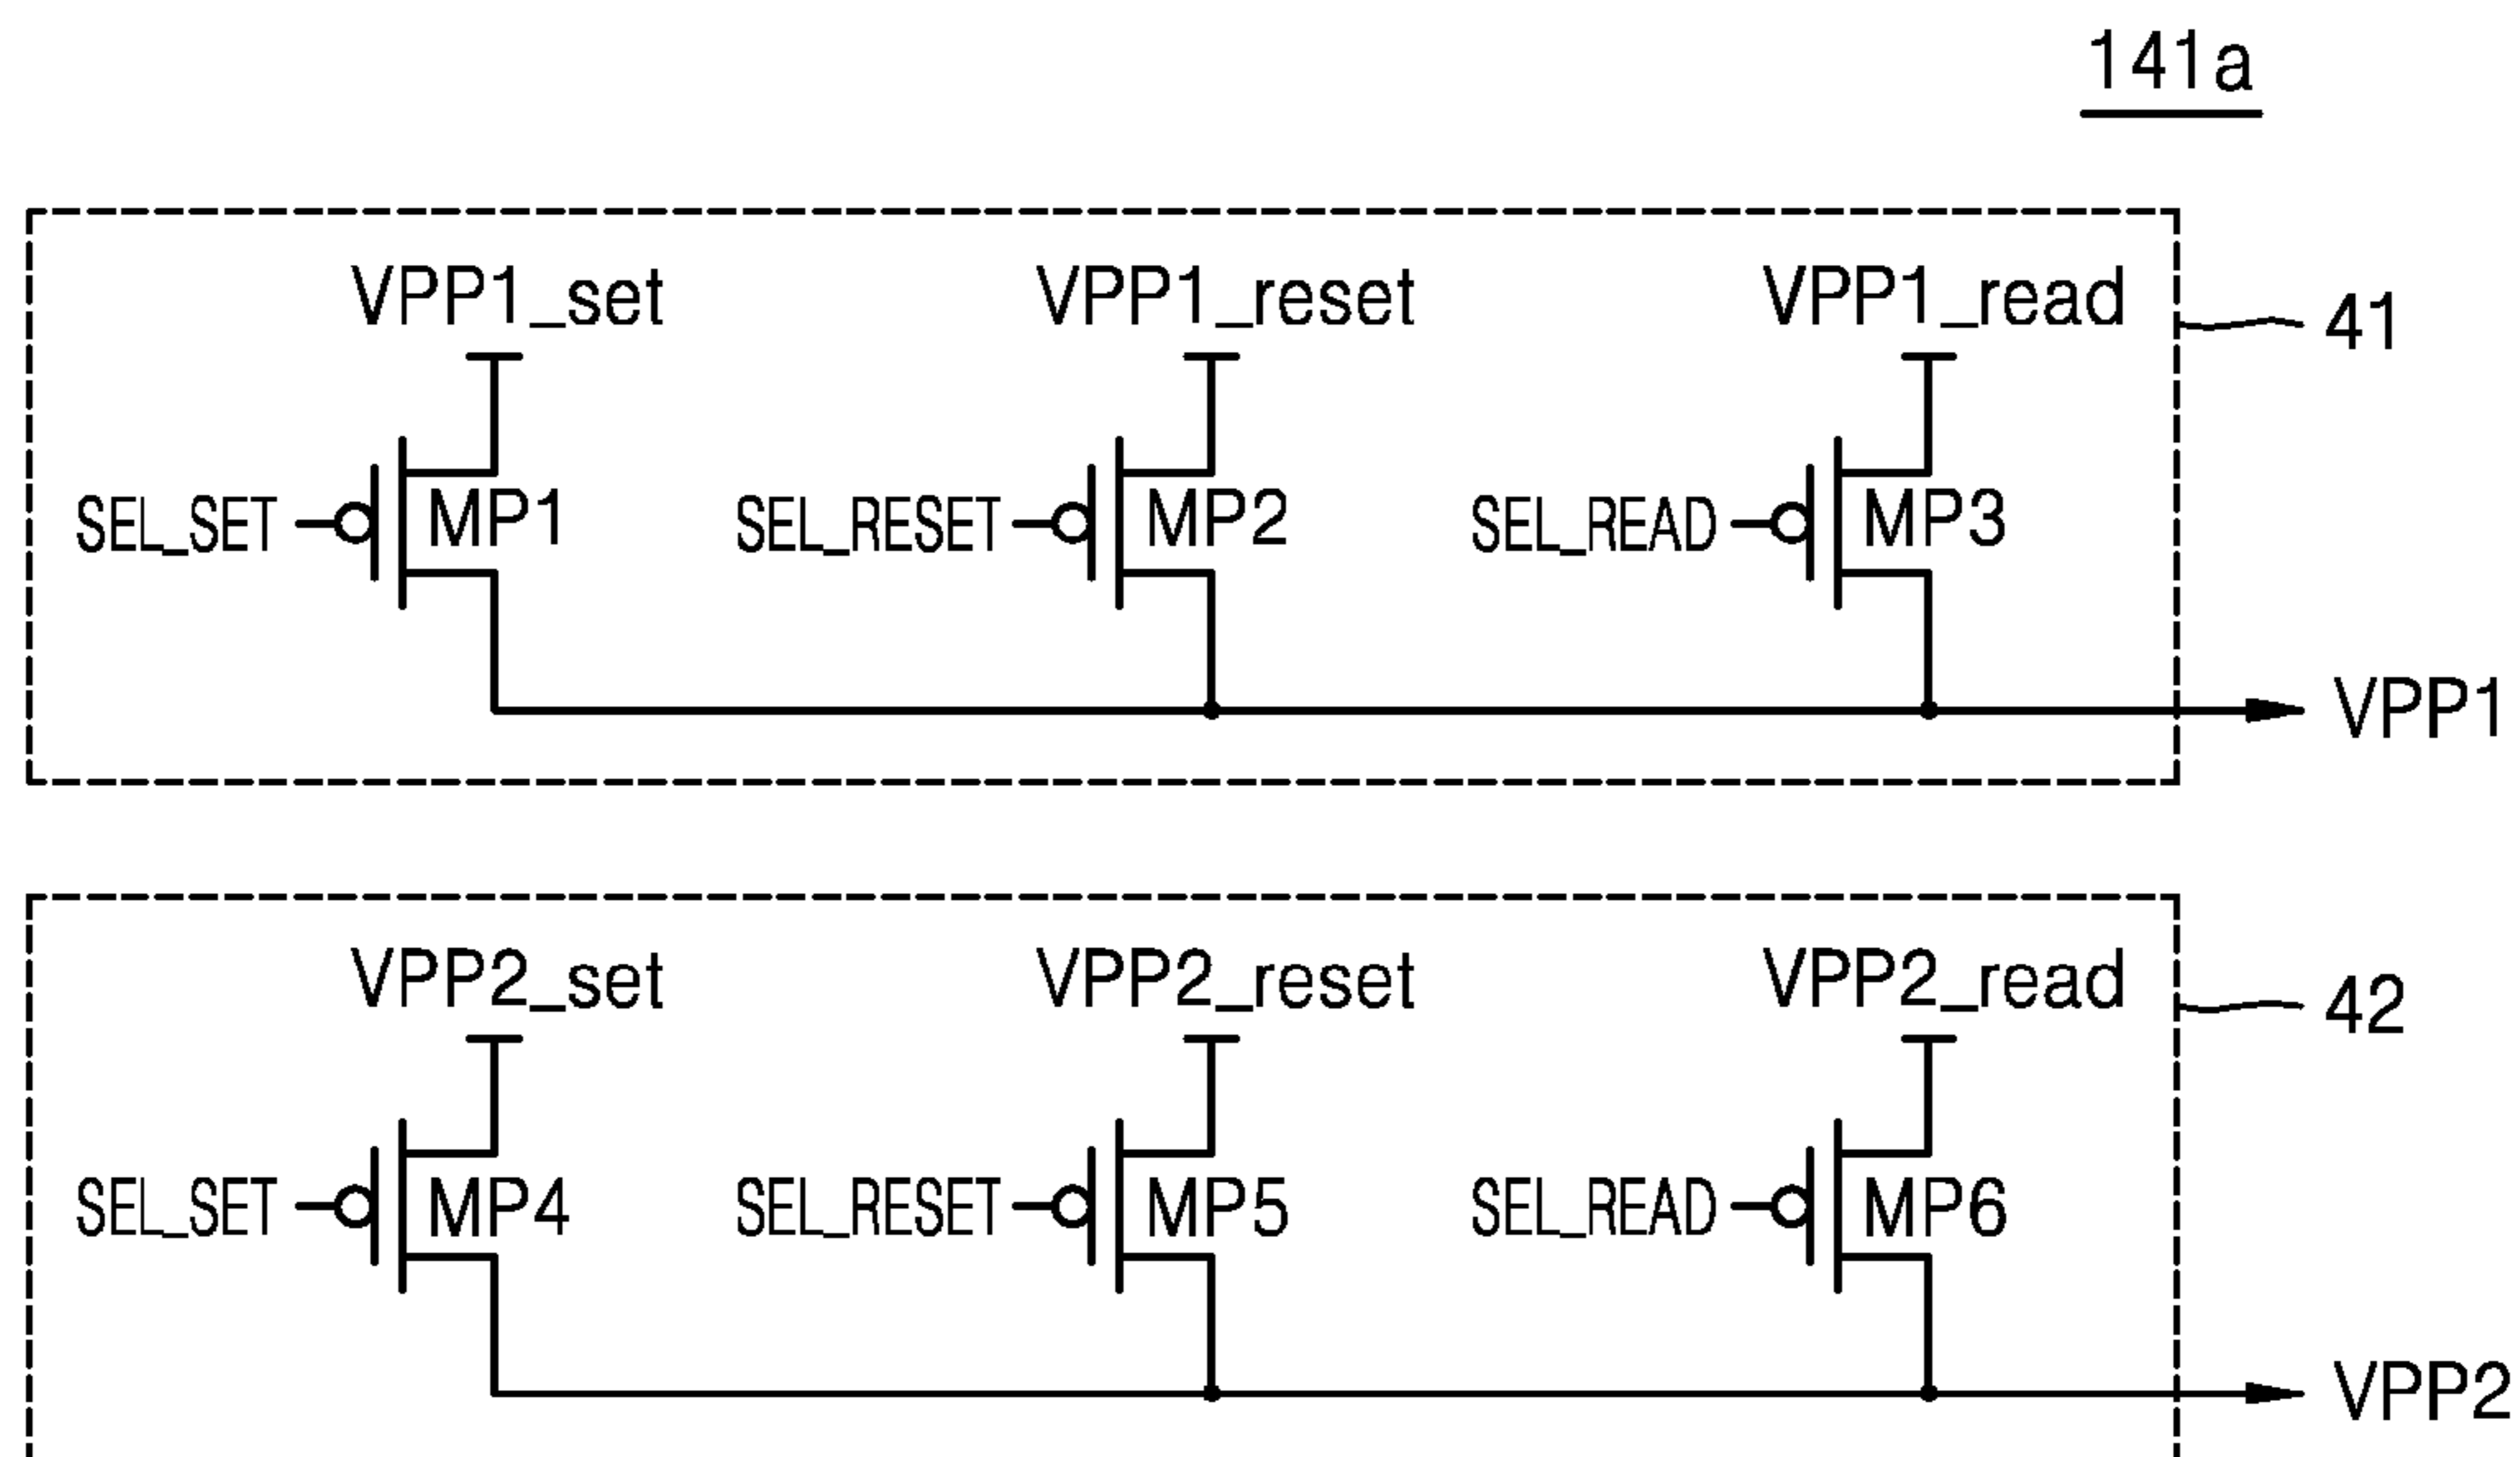 141a
VPP1_set VPP1_reset VPP1_read
41
SEL_SET MP1 SEL_RESET MP2 SEL_READ MP3
VPP1
VPP2_set VPP2_reset VPP2_read
42
SEL_SET MP4 SEL_RESET MP5 SEL_READ MP6
VPP2